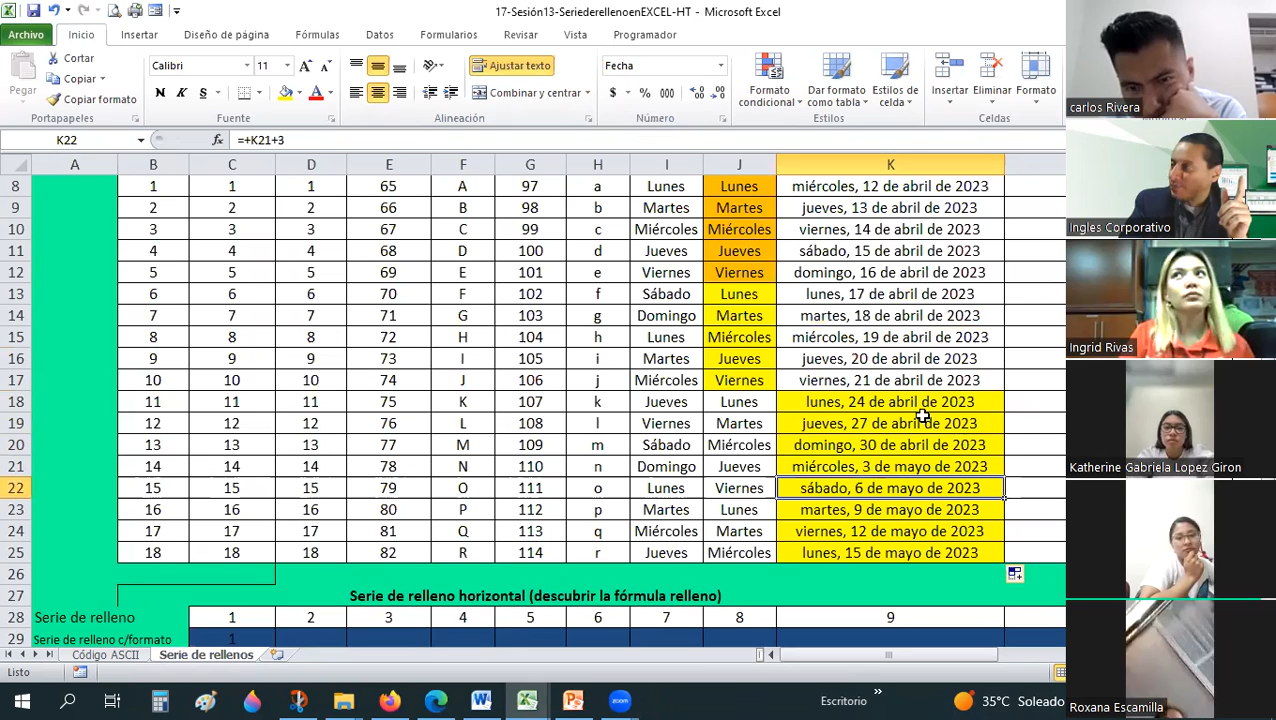 17-Sesión13-SeriederellenoenEXCEL-HT - Microsoft Excel
Archivo Inicio Insertar Diseño de página Fórmulas Datos Formularios Revisar Vista Programador
Pegar
Cortar
Copiar
Copiar formato
Portapapeles
Calibri 11
N K S
Fuente
Ajustar texto
Combinar y centrar
Alineación
Fecha
$ % 000
Número
Formato condicional
Dar formato como tabla
Estilos de celda
Estilos
Insertar Eliminar Formato
Celdas
K22 fx =+K21+3
A B C D E F G H I J K
8 1 1 1 65 A 97 a Lunes Lunes miércoles, 12 de abril de 2023
9 2 2 2 66 B 98 b Martes Martes jueves, 13 de abril de 2023
10 3 3 3 67 C 99 c Miércoles Miércoles viernes, 14 de abril de 2023
11 4 4 4 68 D 100 d Jueves Jueves sábado, 15 de abril de 2023
12 5 5 5 69 E 101 e Viernes Viernes domingo, 16 de abril de 2023
13 6 6 6 70 F 102 f Sábado Lunes lunes, 17 de abril de 2023
14 7 7 7 71 G 103 g Domingo Martes martes, 18 de abril de 2023
15 8 8 8 72 H 104 h Lunes Miércoles miércoles, 19 de abril de 2023
16 9 9 9 73 I 105 i Martes Jueves jueves, 20 de abril de 2023
17 10 10 10 74 J 106 j Miércoles Viernes viernes, 21 de abril de 2023
18 11 11 11 75 K 107 k Jueves Lunes lunes, 24 de abril de 2023
19 12 12 12 76 L 108 l Viernes Martes jueves, 27 de abril de 2023
20 13 13 13 77 M 109 m Sábado Miércoles domingo, 30 de abril de 2023
21 14 14 14 78 N 110 n Domingo Jueves miércoles, 3 de mayo de 2023
22 15 15 15 79 O 111 o Lunes Viernes sábado, 6 de mayo de 2023
23 16 16 16 80 P 112 p Martes Lunes martes, 9 de mayo de 2023
24 17 17 17 81 Q 113 q Miércoles Martes viernes, 12 de mayo de 2023
25 18 18 18 82 R 114 r Jueves Miércoles lunes, 15 de mayo de 2023
26
27 Serie de relleno horizontal (descubrir la fórmula relleno)
28 Serie de relleno 1 2 3 4 5 6 7 8 9
29 Serie de relleno c/formato 1
Código ASCII Serie de rellenos
Listo
Escritorio » 35°C Soleado
carlos Rivera
Ingles Corporativo
Ingrid Rivas
Katherine Gabriela Lopez Giron
Roxana Escamilla